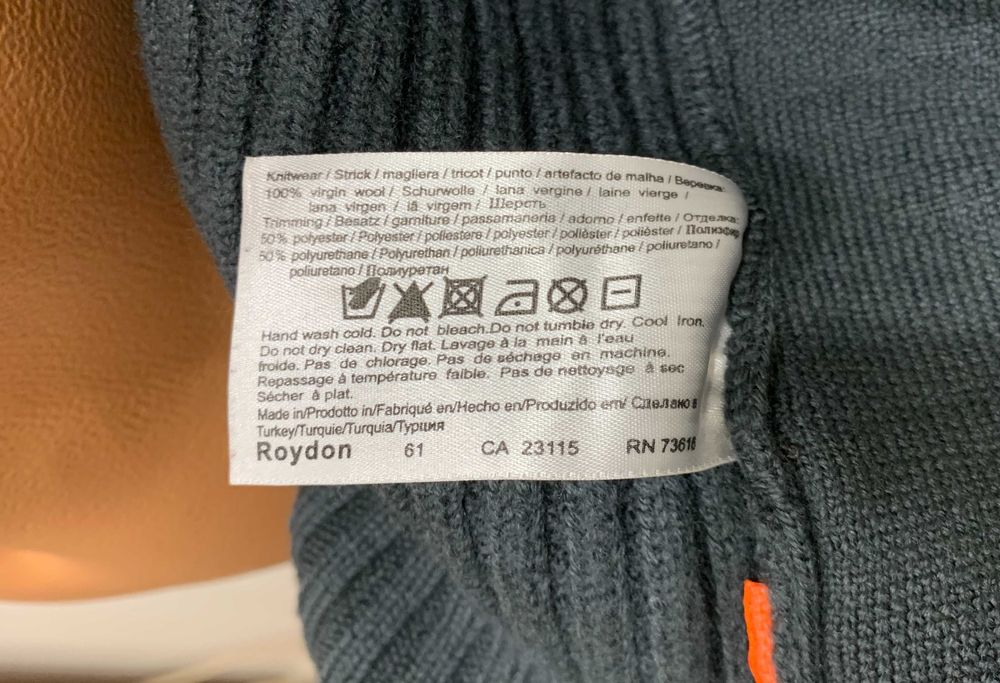 Knitwear / Strick / magliera / tricot / punto / artefacto de malha / Веревка:
100% virgin wool / Schurwolle / lana vergine / laine vierge /
lana virgen / lã virgem / Шерсть
Trimming / Besatz / garniture / passamaneria / adorno / enfeite / Отделка:
50% polyester / Polyester / poliestere / polyester / poliéster / poliéster / Полиэфир
50% polyurethane / Polyurethan / poliurethanica / polyuréthane / poliuretano /
poliuretano / Полиуретан
Hand wash cold. Do not bleach.Do not tumble dry. Cool Iron.
Do not dry clean. Dry flat. Lavage à la main à l'eau
froide. Pas de chlorage. Pas de séchage en machine.
Repassage à température faible. Pas de nettoyage à sec
Sécher à plat.
Made in/Prodotto in/Fabriqué en/Hecho en/Produzido em/ Сделано в
Turkey/Turquie/Turquia/Турция
Roydon 61 CA 23115 RN 73616